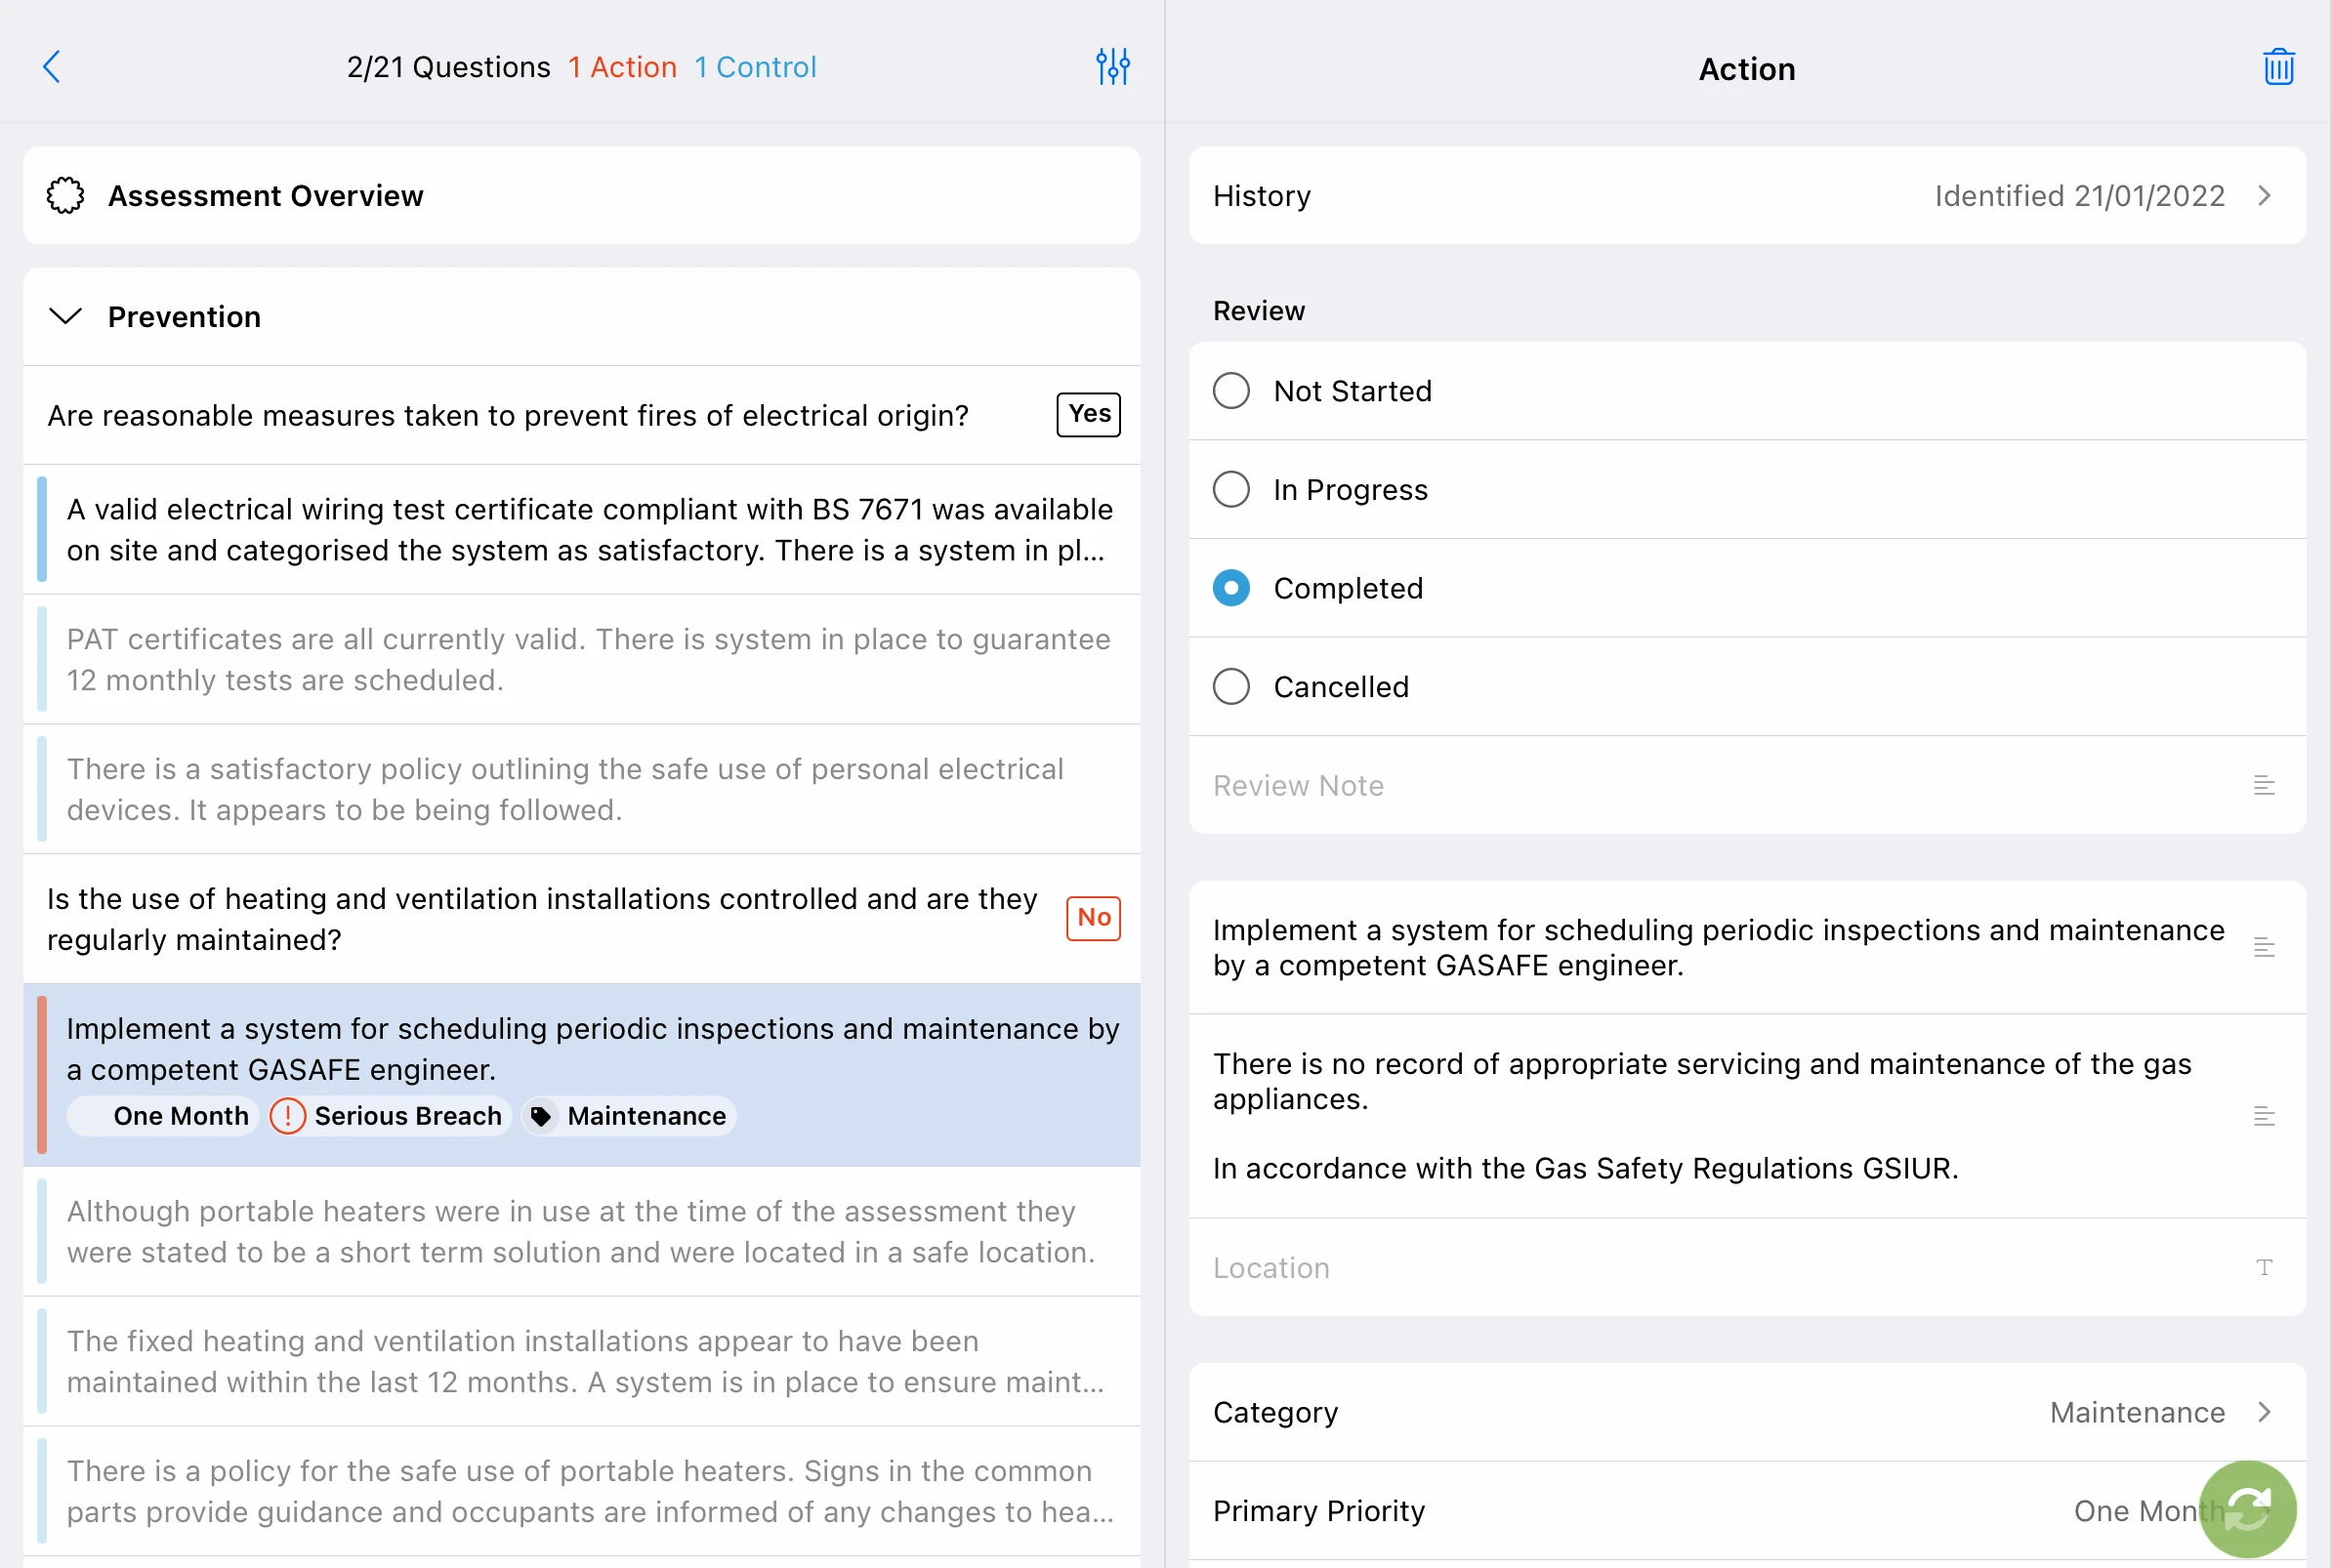 2/21 Questions 1 Action 1 Control
Assessment Overview
Prevention
Are reasonable measures taken to prevent fires of electrical origin?
Yes
A valid electrical wiring test certificate compliant with BS 7671 was available
on site and categorised the system as satisfactory. There is a system in pl...
PAT certificates are all currently valid. There is system in place to guarantee
12 monthly tests are scheduled.
There is a satisfactory policy outlining the safe use of personal electrical
devices. It appears to be being followed.
Is the use of heating and ventilation installations controlled and are they
regularly maintained?
No
Implement a system for scheduling periodic inspections and maintenance by
a competent GASAFE engineer.
One Month Serious Breach Maintenance
Although portable heaters were in use at the time of the assessment they
were stated to be a short term solution and were located in a safe location.
The fixed heating and ventilation installations appear to have been
maintained within the last 12 months. A system is in place to ensure maint...
There is a policy for the safe use of portable heaters. Signs in the common
parts provide guidance and occupants are informed of any changes to hea...
Action
History Identified 21/01/2022
Review
Not Started
In Progress
Completed
Cancelled
Review Note
Implement a system for scheduling periodic inspections and maintenance
by a competent GASAFE engineer.
There is no record of appropriate servicing and maintenance of the gas
appliances.
In accordance with the Gas Safety Regulations GSIUR.
Location
T
Category Maintenance
Primary Priority One Month